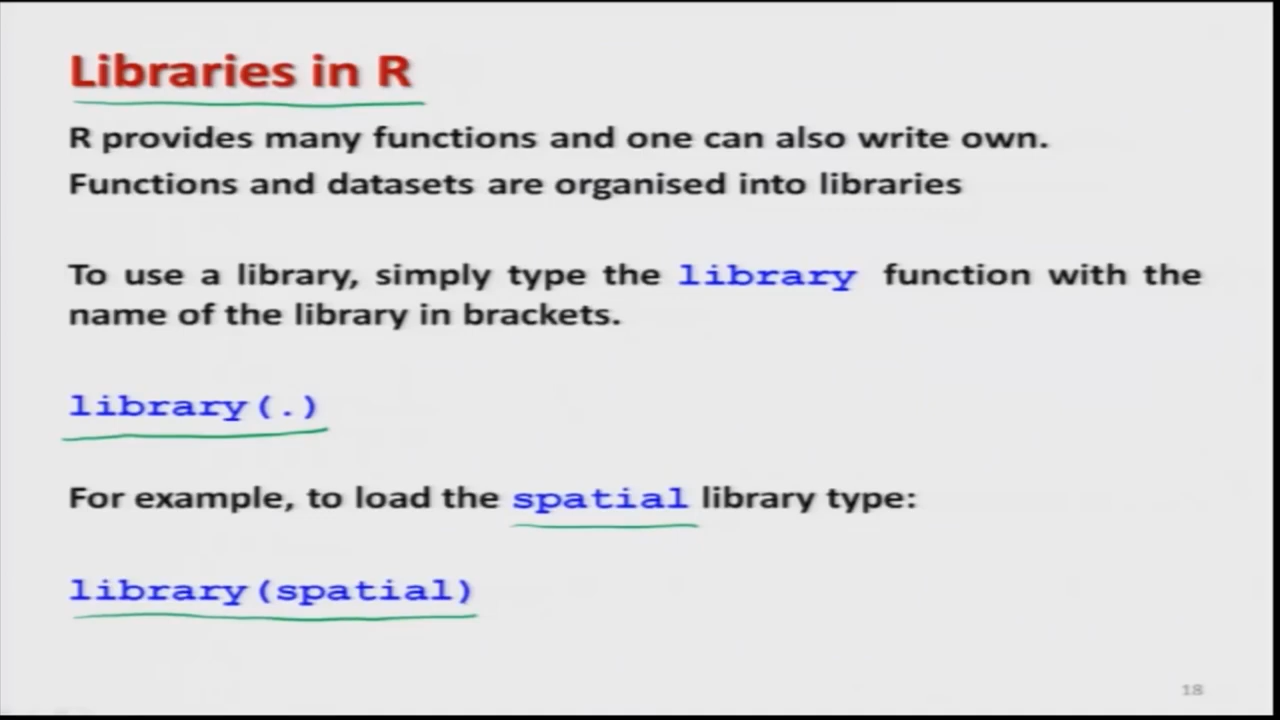 Libraries in R
R provides many functions and one can also write own.
Functions and datasets are organised into libraries
To use a library, simply type the library function with the
name of the library in brackets.
library(.)
For example, to load the spatial library type:
library(spatial)
18